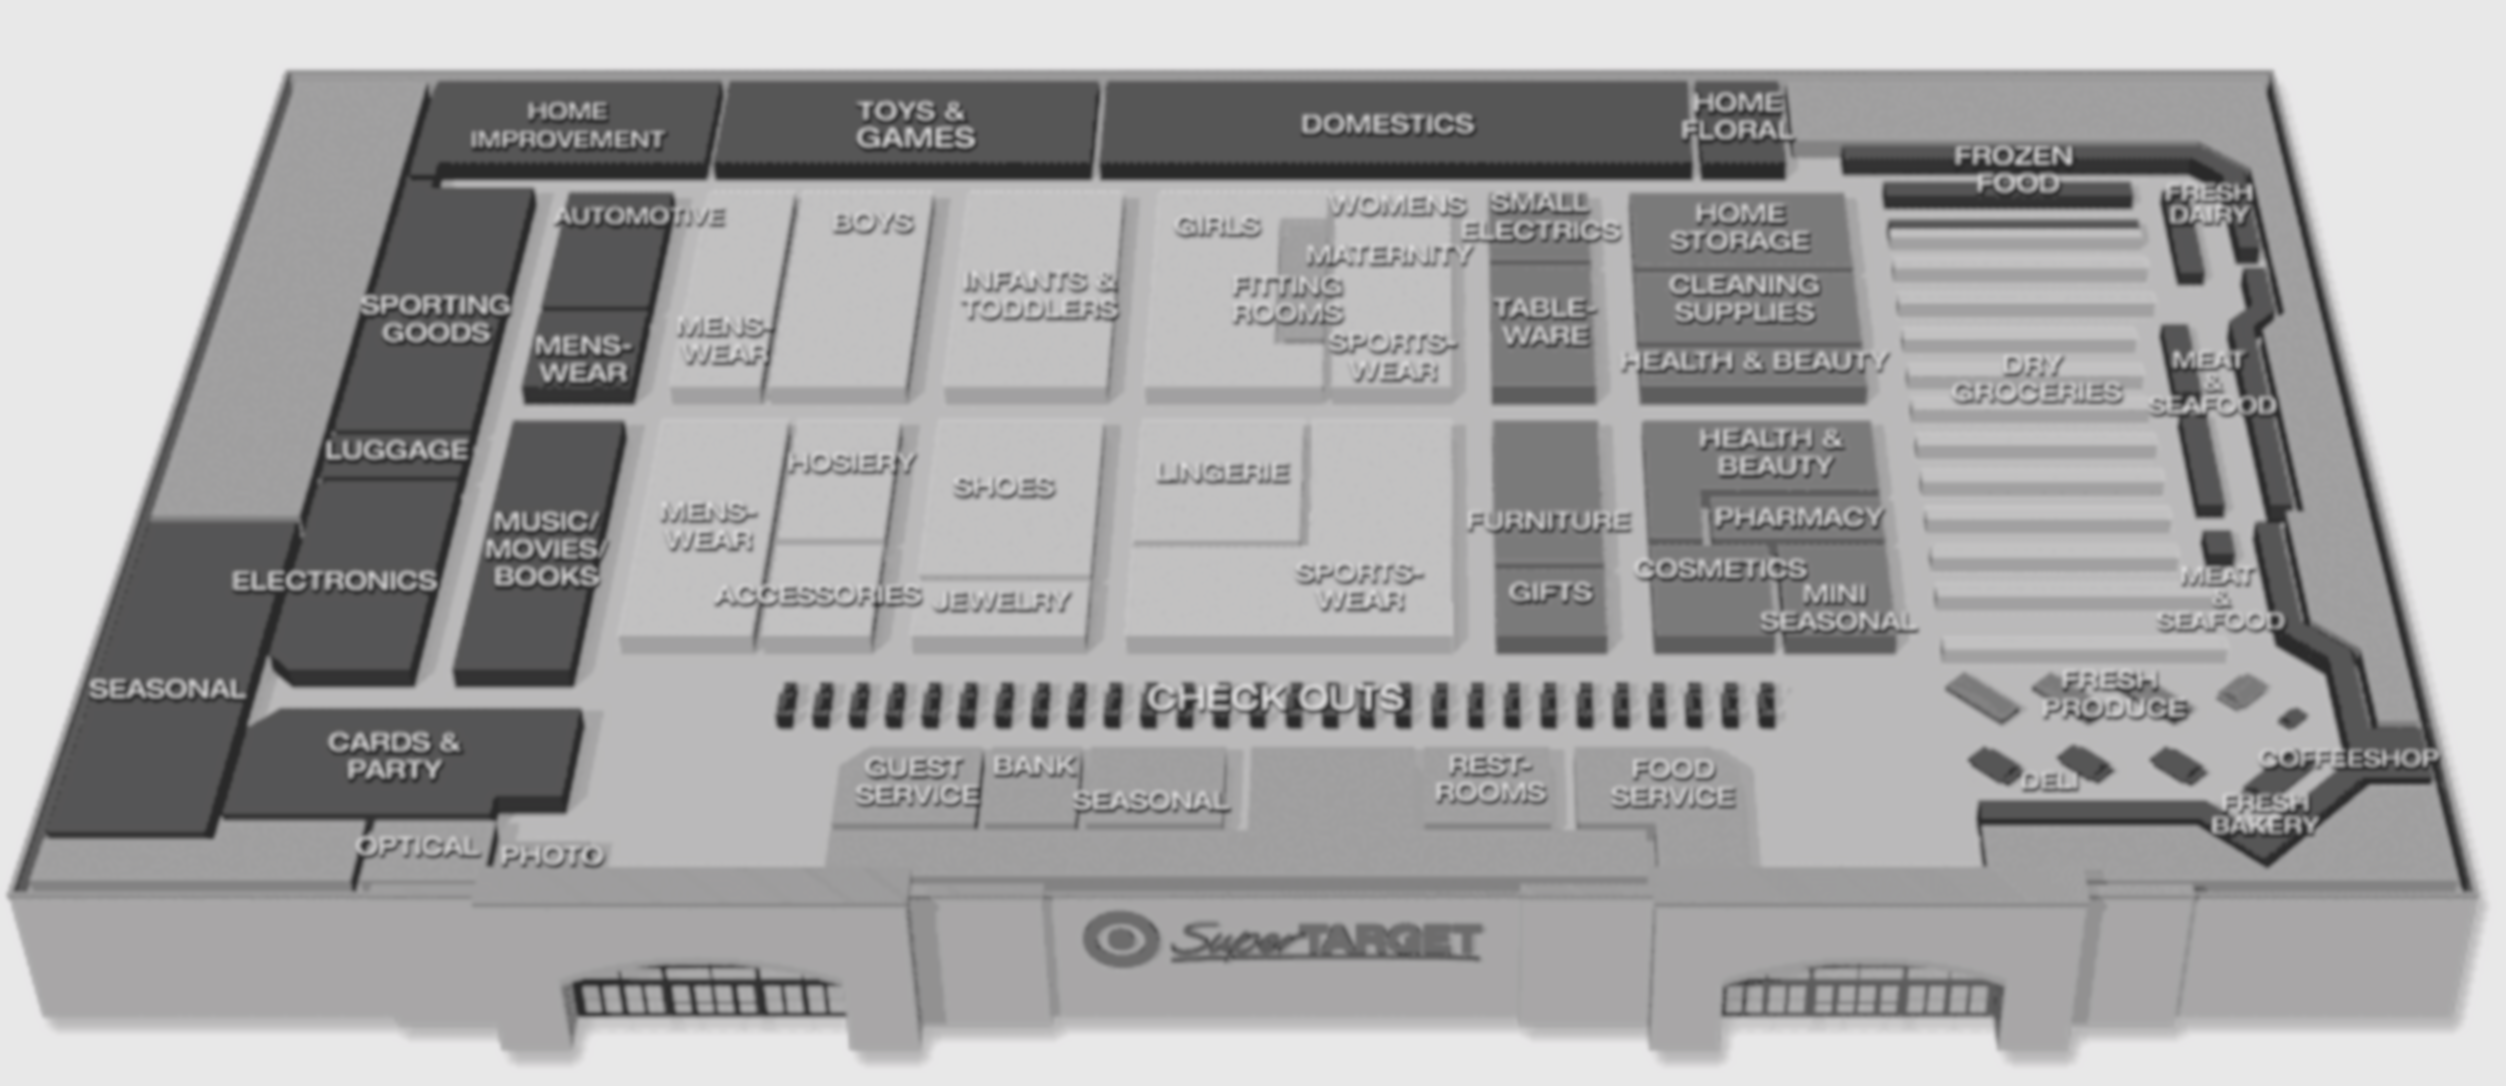 HOME
IMPROVEMENT
TOYS &
GAMES
DOMESTICS
HOME
FLORAL
FROZEN
FOOD
FRESH
DAIRY
AUTOMOTIVE
BOYS
GIRLS
WOMENS
MATERNITY
SMALL
ELECTRICS
HOME
STORAGE
SPORTING
GOODS
MENS-
WEAR
MENS-
WEAR
INFANTS &
TODDLERS
FITTING
ROOMS
SPORTS-
WEAR
TABLE-
WARE
CLEANING
SUPPLIES
HEALTH & BEAUTY
DRY
GROCERIES
MEAT
&
SEAFOOD
LUGGAGE
HOSIERY
SHOES
LINGERIE
HEALTH &
BEAUTY
MUSIC/
MOVIES/
BOOKS
MENS-
WEAR
FURNITURE
PHARMACY
ELECTRONICS
ACCESSORIES
JEWELRY
SPORTS-
WEAR
GIFTS
COSMETICS
MINI
SEASONAL
MEAT
&
SEAFOOD
SEASONAL
CHECK OUTS
FRESH
PRODUCE
CARDS &
PARTY
GUEST
SERVICE
BANK
SEASONAL
REST-
ROOMS
FOOD
SERVICE
DELI
COFFEESHOP
FRESH
BAKERY
OPTICAL
PHOTO
Super TARGET